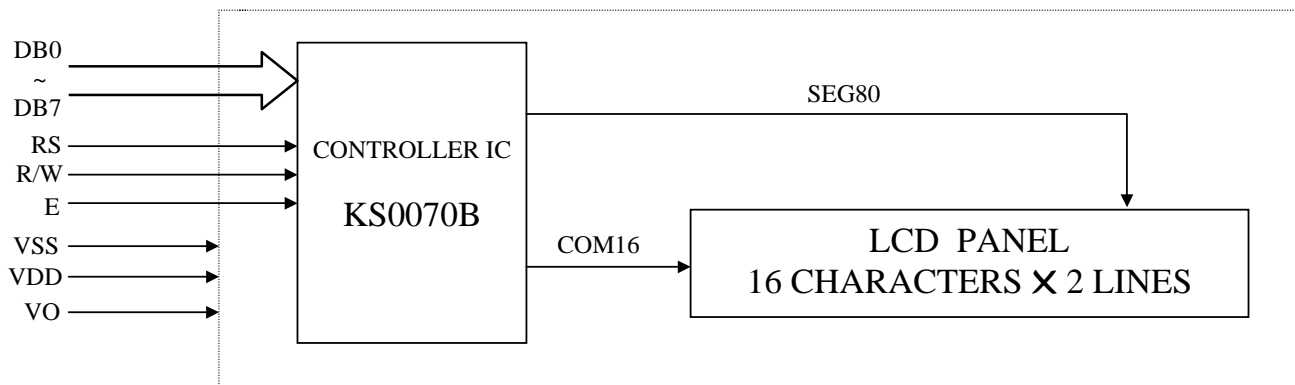 DB0
~
DB7
RS
R/W
E
VSS
VDD
VO
CONTROLLER IC
KS0070B
SEG80
COM16
LCD PANEL
16 CHARACTERS X 2 LINES